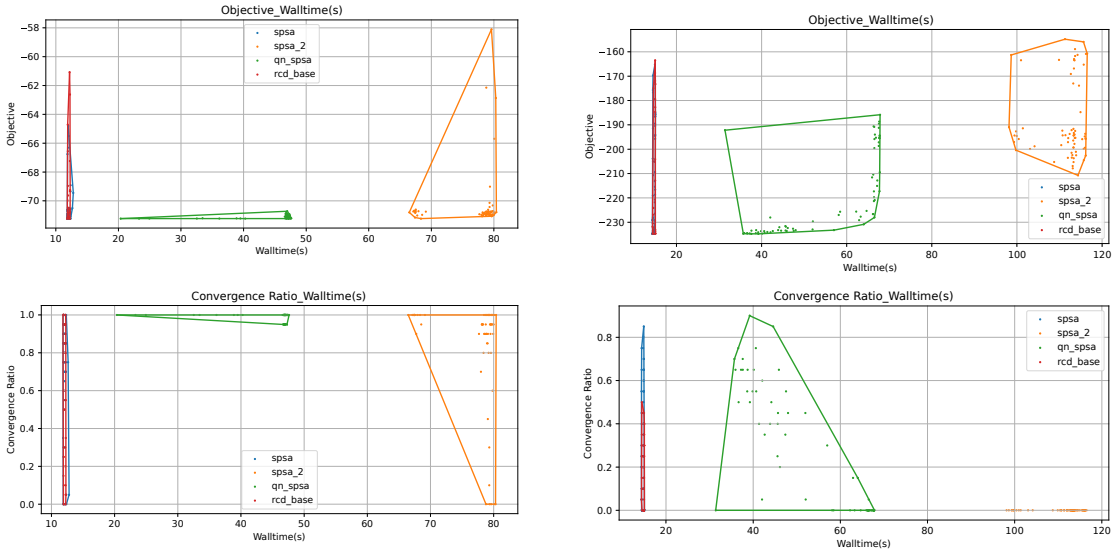 Objective_Walltime(s)
−58
−60
−62
−64
−66
−68
−70
Objective
10 20 30 40 50 60 70 80
Walltime(s)
spsa
spsa_2
qn_spsa
rcd_base
Objective_Walltime(s)
−160
−170
−180
−190
−200
−210
−220
−230
Objective
20 40 60 80 100 120
Walltime(s)
spsa
spsa_2
qn_spsa
rcd_base
Convergence Ratio_Walltime(s)
1.0
0.8
0.6
0.4
0.2
0.0
Convergence Ratio
10 20 30 40 50 60 70 80
Walltime(s)
spsa
spsa_2
qn_spsa
rcd_base
Convergence Ratio_Walltime(s)
0.8
0.6
0.4
0.2
0.0
Convergence Ratio
20 40 60 80 100 120
Walltime(s)
spsa
spsa_2
qn_spsa
rcd_base